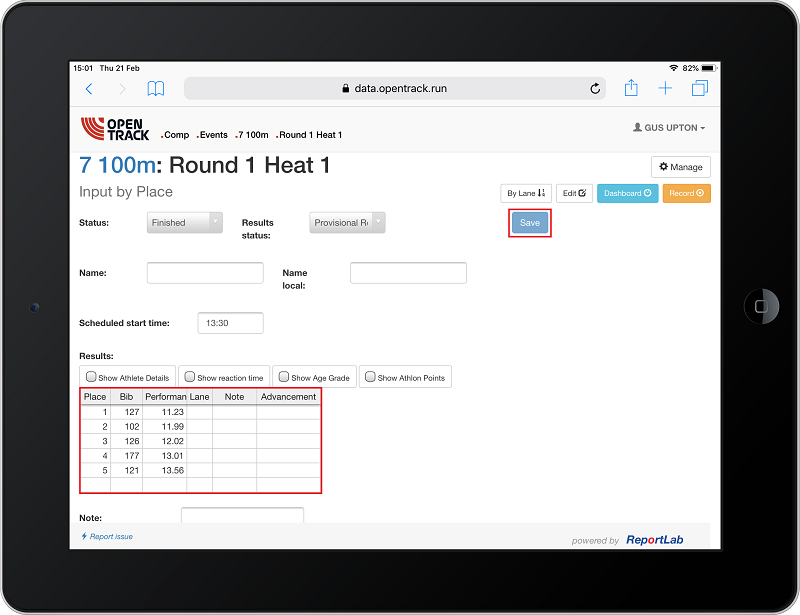 15:01 Thu 21 Feb 82%
data.opentrack.run
OPEN TRACK .Comp .Events .7 100m .Round 1 Heat 1 GUS UPTON
7 100m: Round 1 Heat 1 Manage
Input by Place By Lane Edit Dashboard Record
Status: Finished Results status: Provisional Re Save
Name: Name local:
Scheduled start time: 13:30
Results:
Show Athlete Details Show reaction time Show Age Grade Show Athlon Points
Place Bib Performan Lane Note Advancement
1 127 11.23
2 102 11.99
3 126 12.02
4 177 13.01
5 121 13.56
Note:
Report issue powered by ReportLab